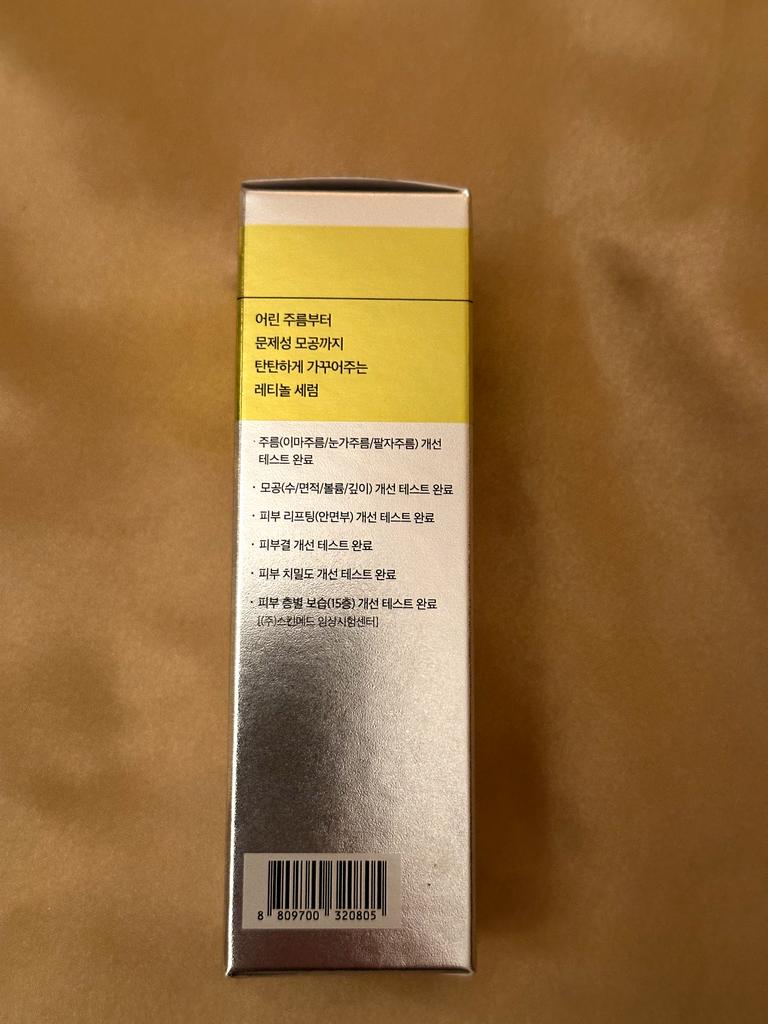 어린 주름부터
문제성 모공까지
탄탄하게 가꾸어주는
레티놀 세럼
· 주름(이마주름/눈가주름/팔자주름) 개선
테스트 완료
· 모공(수/면적/볼륨/깊이) 개선 테스트 완료
· 피부 리프팅(안면부) 개선 테스트 완료
· 피부결 개선 테스트 완료
· 피부 치밀도 개선 테스트 완료
· 피부 층별 보습(15층) 개선 테스트 완료
[(주)스킨메드 임상시험센터]
8 809700 320805